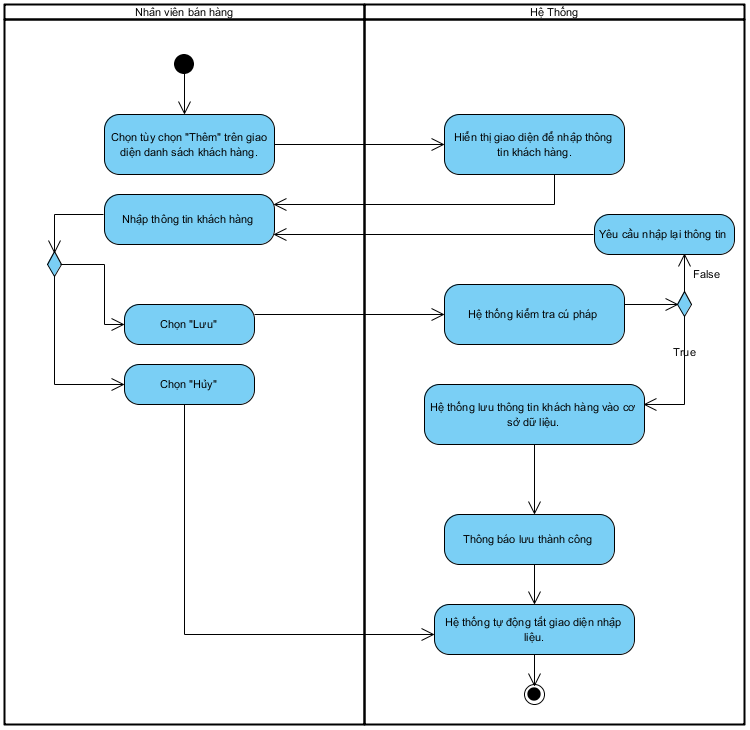 Nhân viên bán hàng
Hệ Thống
Chọn tùy chọn "Thêm" trên giao
diện danh sách khách hàng.
Hiển thị giao diện để nhập thông
tin khách hàng.
Nhập thông tin khách hàng
Yêu cầu nhập lại thông tin
False
Chọn "Lưu"
Hệ thống kiểm tra cú pháp
True
Chọn "Hủy"
Hệ thống lưu thông tin khách hàng vào cơ
sở dữ liệu.
Thông báo lưu thành công
Hệ thống tự động tắt giao diện nhập
liệu.